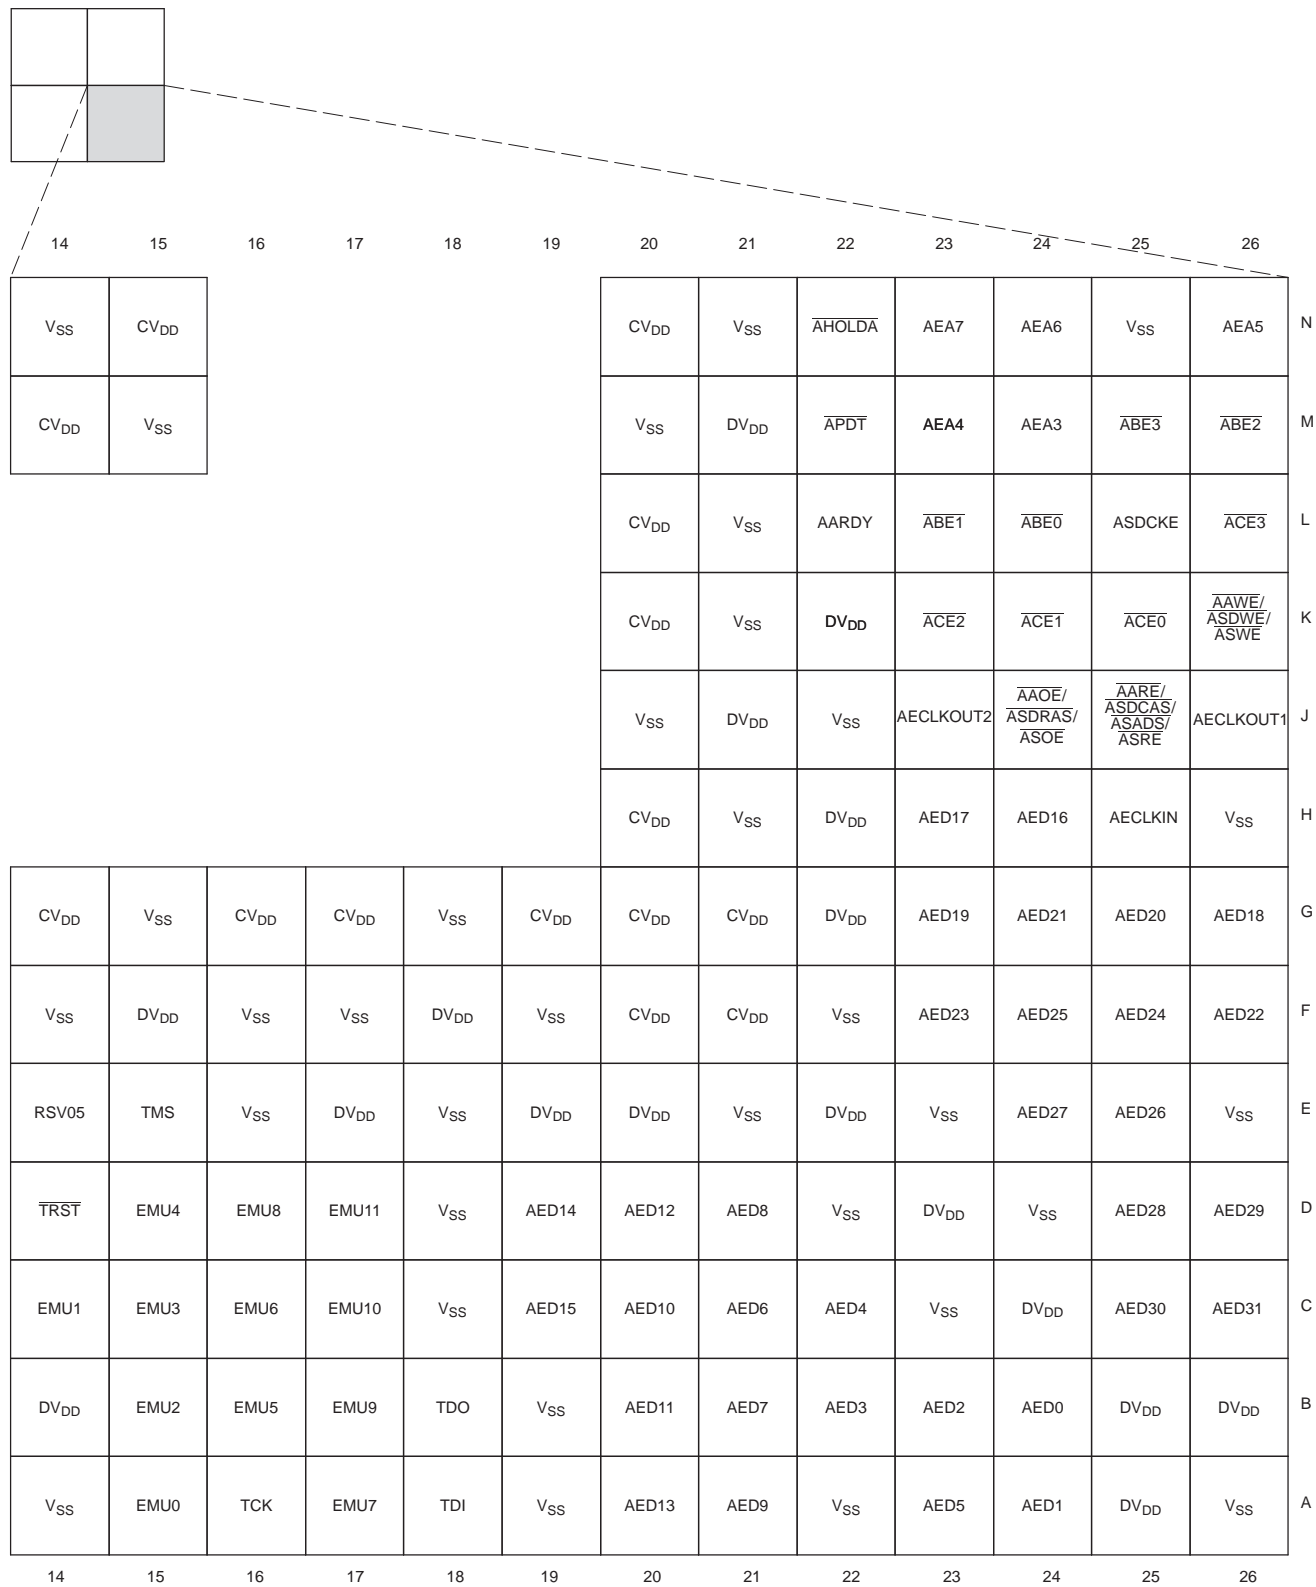 14 15 16 17 18 19 20 21 22 23 24 25 26
VSS CVDD CVDD VSS AHOLDA AEA7 AEA6 VSS AEA5 N
CVDD VSS VSS DVDD APDT AEA4 AEA3 ABE3 ABE2 M
CVDD VSS AARDY ABE1 ABE0 ASDCKE ACE3 L
CVDD VSS DVDD ACE2 ACE1 ACE0 AAWE/ ASDWE/ ASWE K
VSS DVDD VSS AECLKOUT2 AAOE/ ASDRAS/ ASOE AARE/ ASDCAS/ ASADS/ ASRE AECLKOUT1 J
CVDD VSS DVDD AED17 AED16 AECLKIN VSS H
CVDD VSS CVDD CVDD VSS CVDD CVDD CVDD DVDD AED19 AED21 AED20 AED18 G
VSS DVDD VSS VSS DVDD VSS CVDD CVDD VSS AED23 AED25 AED24 AED22 F
RSV05 TMS VSS DVDD VSS DVDD DVDD VSS DVDD VSS AED27 AED26 VSS E
TRST EMU4 EMU8 EMU11 VSS AED14 AED12 AED8 VSS DVDD VSS AED28 AED29 D
EMU1 EMU3 EMU6 EMU10 VSS AED15 AED10 AED6 AED4 VSS DVDD AED30 AED31 C
DVDD EMU2 EMU5 EMU9 TDO VSS AED11 AED7 AED3 AED2 AED0 DVDD DVDD B
VSS EMU0 TCK EMU7 TDI VSS AED13 AED9 VSS AED5 AED1 DVDD VSS A
14 15 16 17 18 19 20 21 22 23 24 25 26